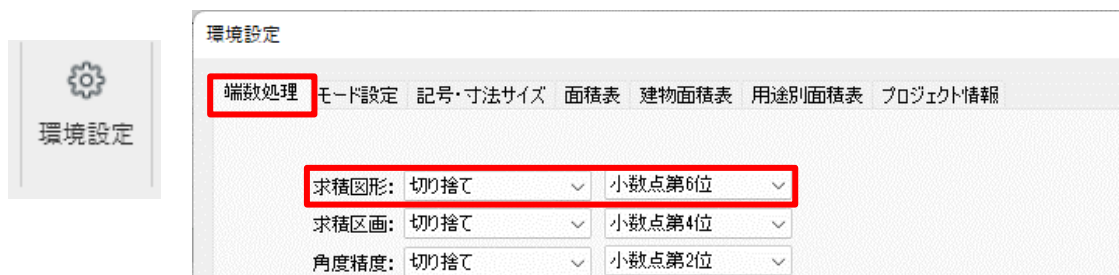 環境設定
環境設定
端数処理 モード設定 記号・寸法サイズ 面積表 建物面積表 用途別面積表 プロジェクト情報
求積図形: 切り捨て 小数点第6位
求積区画: 切り捨て 小数点第4位
角度精度: 切り捨て 小数点第2位